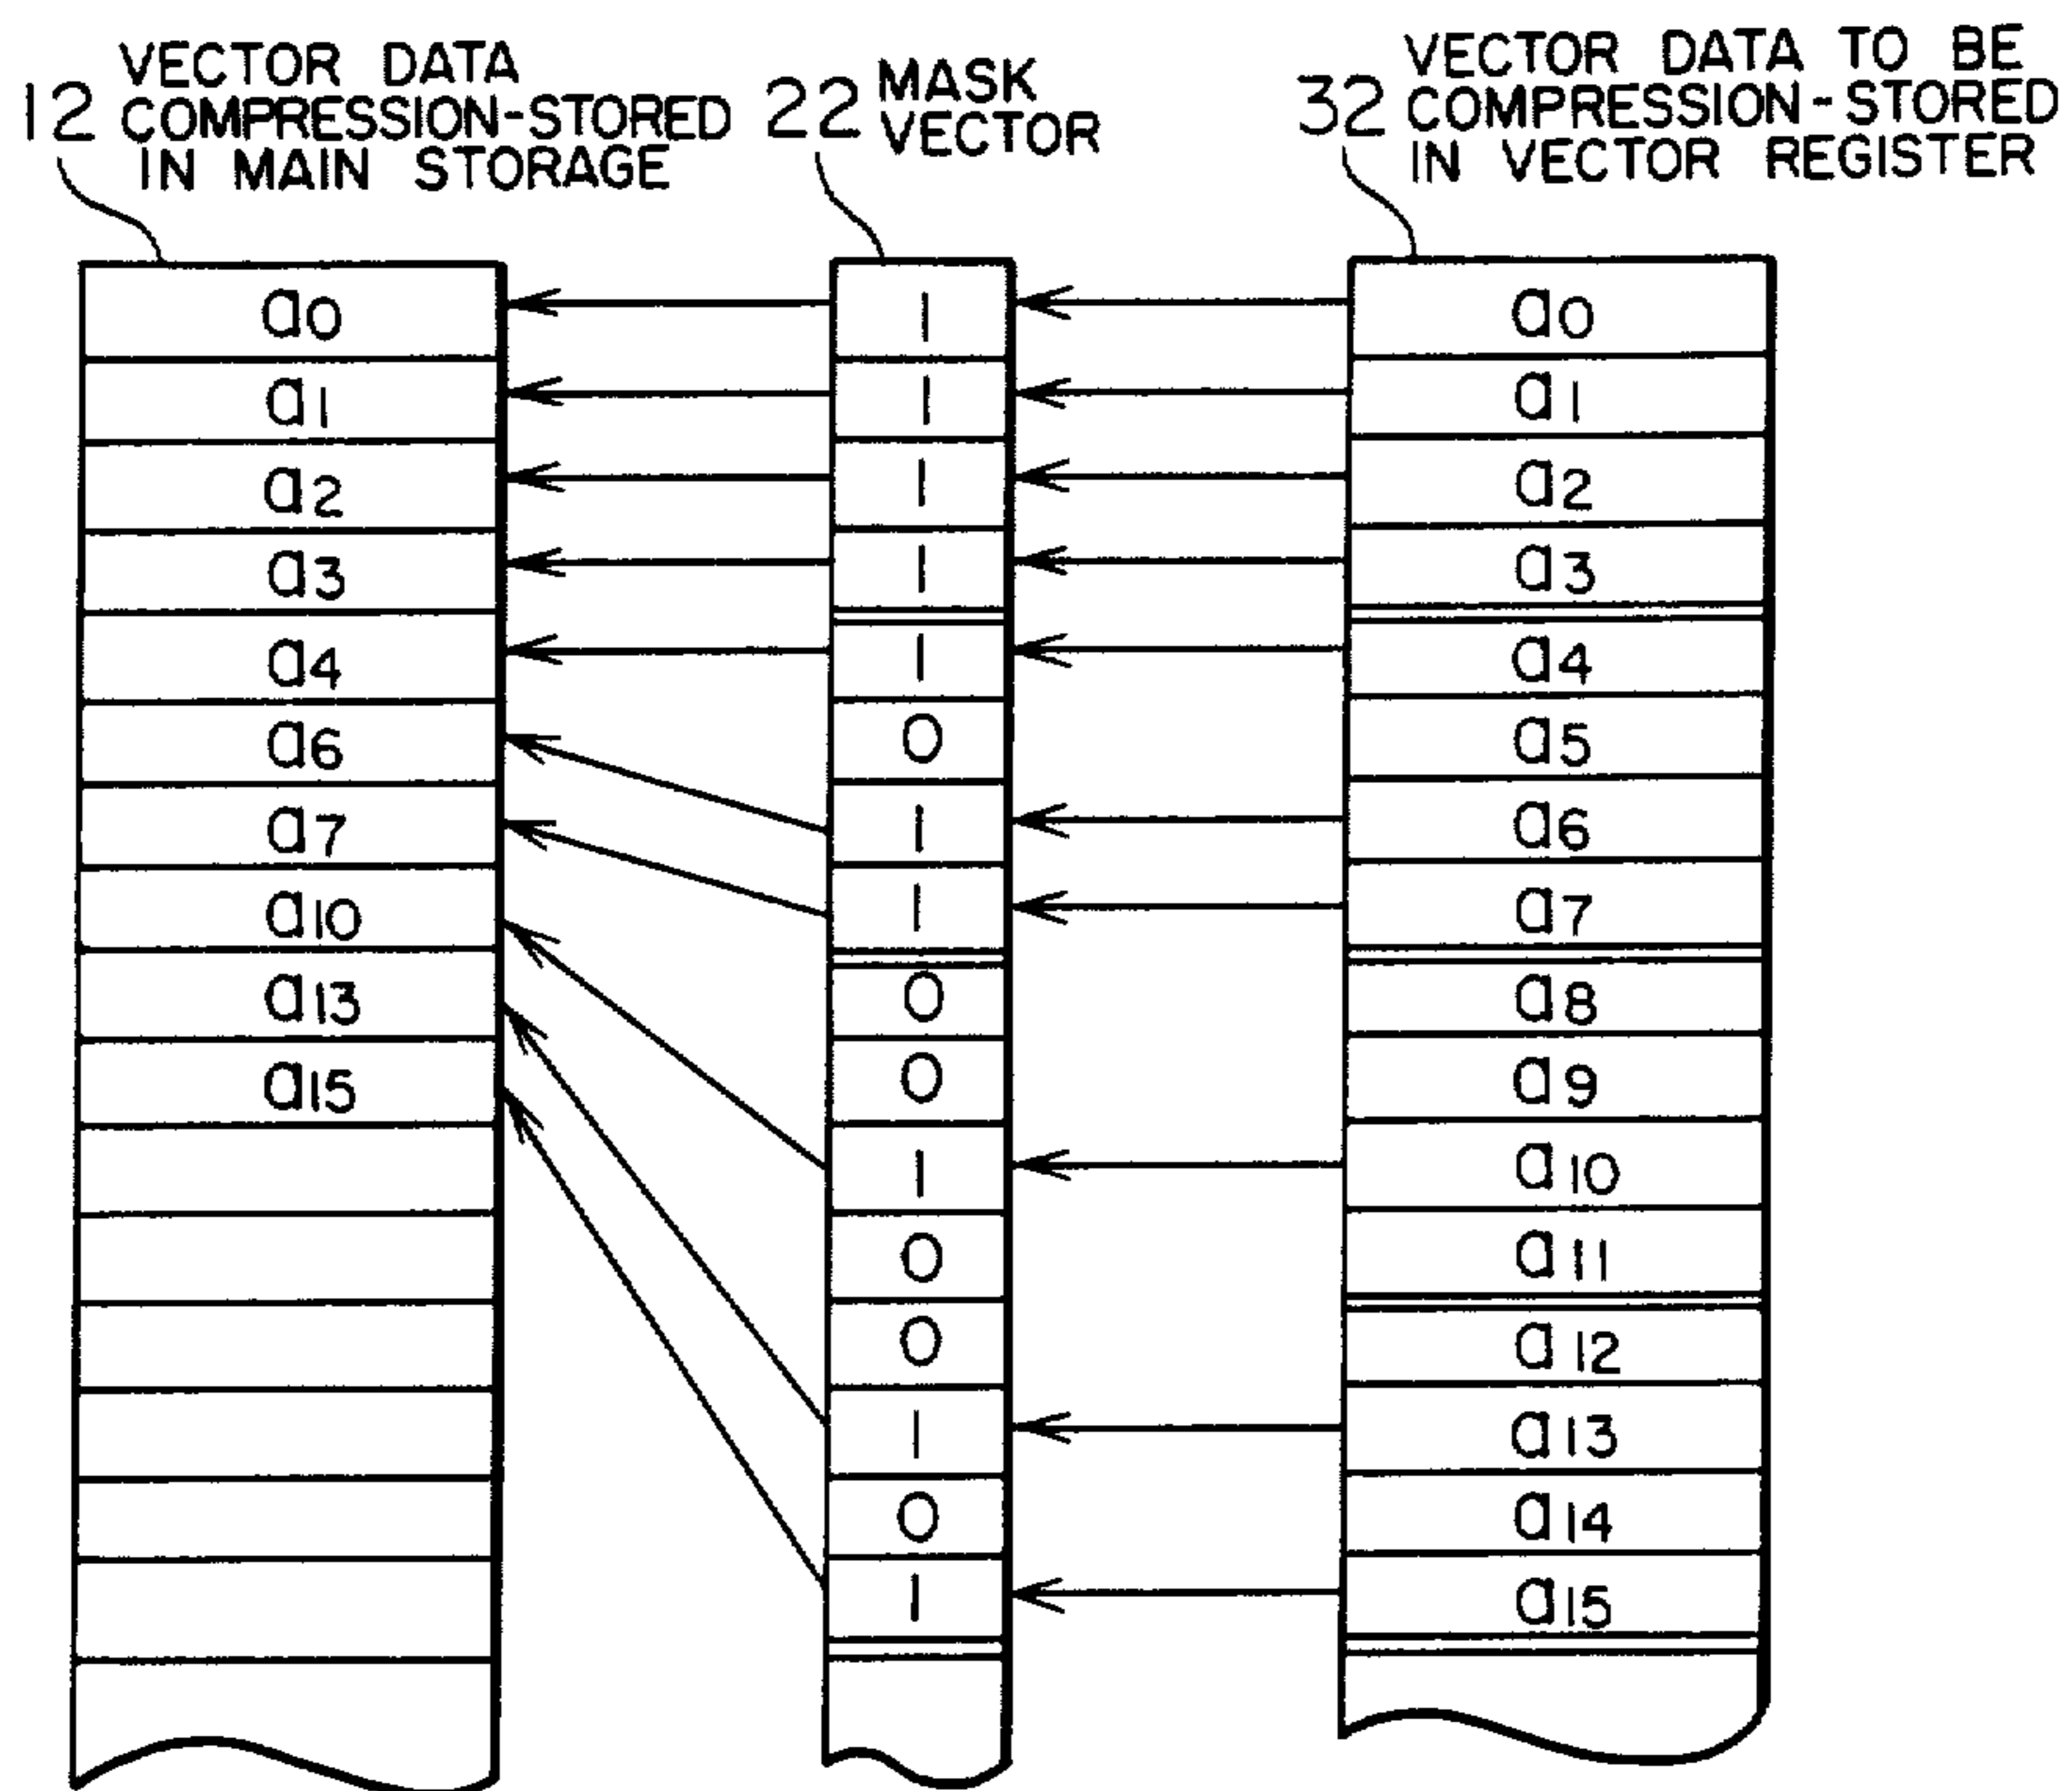 12 VECTOR DATA
COMPRESSION-STORED
IN MAIN STORAGE
22 MASK
VECTOR
32 VECTOR DATA TO BE
COMPRESSION-STORED
IN VECTOR REGISTER
a0 1 a0
a1 1 a1
a2 1 a2
a3 1 a3
a4 1 a4
a6 0 a5
a7 1 a6
a10 1 a7
a13 0 a8
a15 0 a9
1 a10
0 a11
0 a12
1 a13
0 a14
1 a15